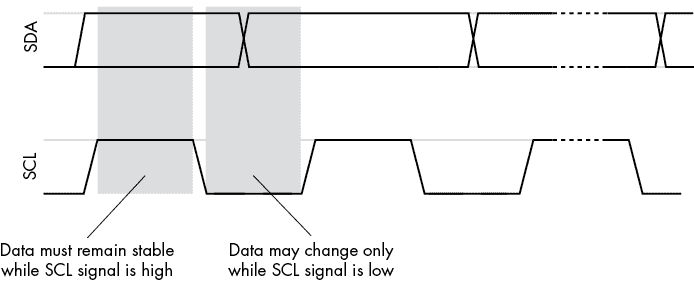 SDA
SCL
Data must remain stable
while SCL signal is high
Data may change only
while SCL signal is low